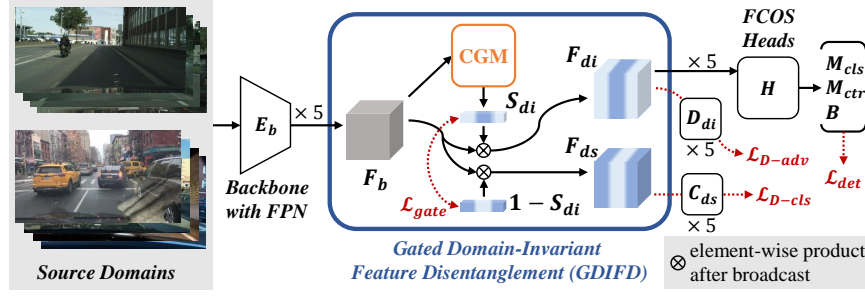 Source Domains
E_b
× 5
Backbone
with FPN
F_b
CGM
S_di
L_gate
1 − S_di
F_di
F_ds
Gated Domain-Invariant
Feature Disentanglement (GDIFD)
× 5
D_di
× 5
L_D−adv
C_ds
× 5
L_D−cls
FCOS
Heads
H
M_cls
M_ctr
B
L_det
⊗ element-wise product
after broadcast